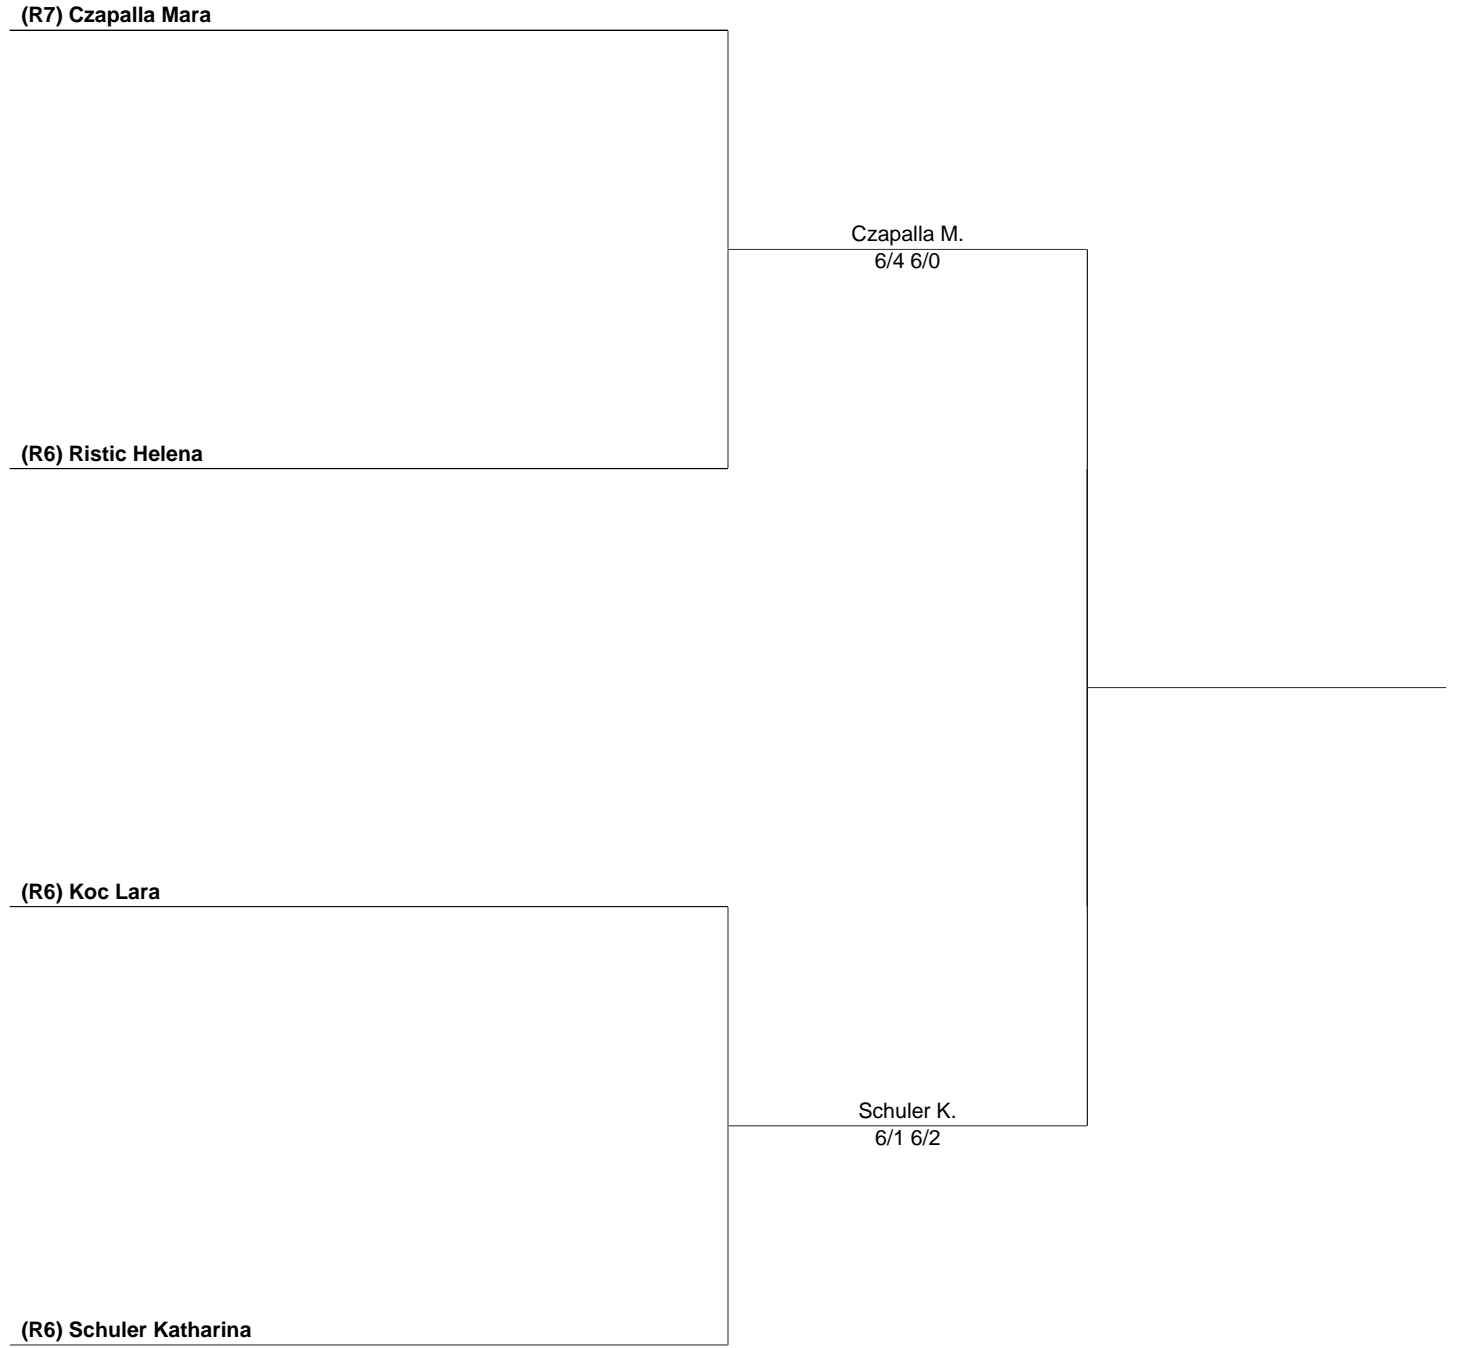 (R7) Czapalla Mara
Czapalla M.
6/4 6/0
(R6) Ristic Helena
(R6) Koc Lara
Schuler K.
6/1 6/2
(R6) Schuler Katharina